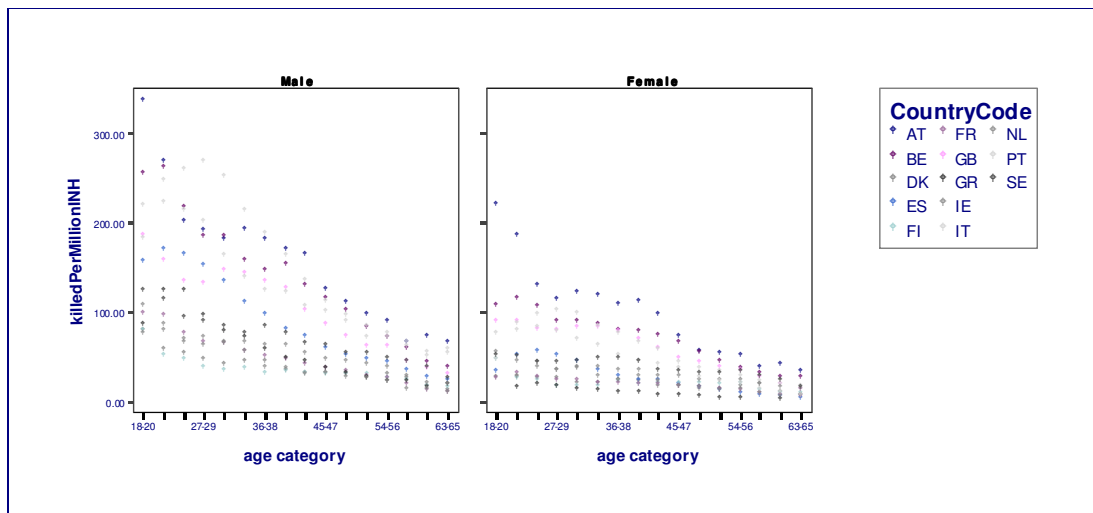 Male
Female
killedPerMillionINH
300.00
200.00
100.00
0.00
18-20 27-29 36-38 45-47 54-56 63-65
18-20 27-29 36-38 45-47 54-56 63-65
age category
age category
CountryCode
AT FR NL
BE GB PT
DK GR SE
ES IE
FI IT